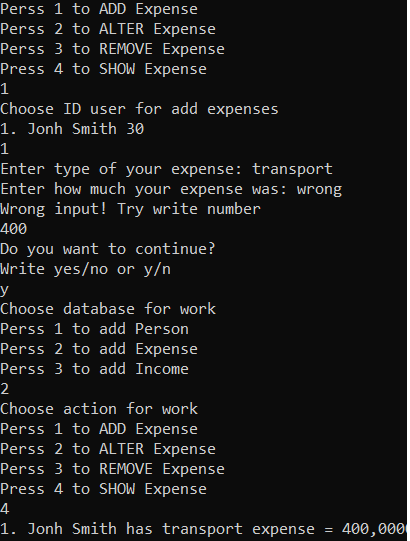 Perss 1 to ADD Expense
Perss 2 to ALTER Expense
Perss 3 to REMOVE Expense
Press 4 to SHOW Expense
1
Choose ID user for add expenses
1. Jonh Smith 30
1
Enter type of your expense: transport
Enter how much your expense was: wrong
Wrong input! Try write number
400
Do you want to continue?
Write yes/no or y/n
y
Choose database for work
Perss 1 to add Person
Perss 2 to add Expense
Perss 3 to add Income
2
Choose action for work
Perss 1 to ADD Expense
Perss 2 to ALTER Expense
Perss 3 to REMOVE Expense
Press 4 to SHOW Expense
4
1. Jonh Smith has transport expense = 400,0000